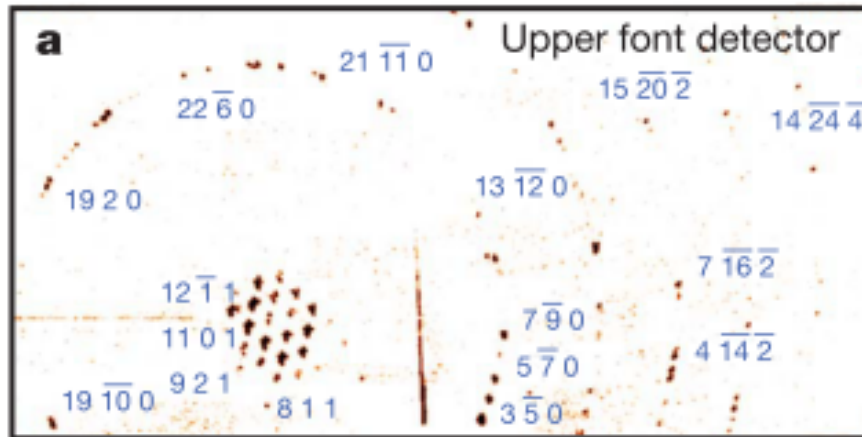 a
Upper font detector
21 1̅1̅ 0
22 6̅ 0
15 2̅0̅ 2̅
14 2̅4̅ 4̅
19 2 0
13 1̅2̅ 0
12 1̅ 1
7 1̅6̅ 2̅
11 0 1
7 9̅ 0
9 2 1
5 7̅ 0
4 1̅4̅ 2̅
19 1̅0̅ 0
8 1 1
3 5̅ 0